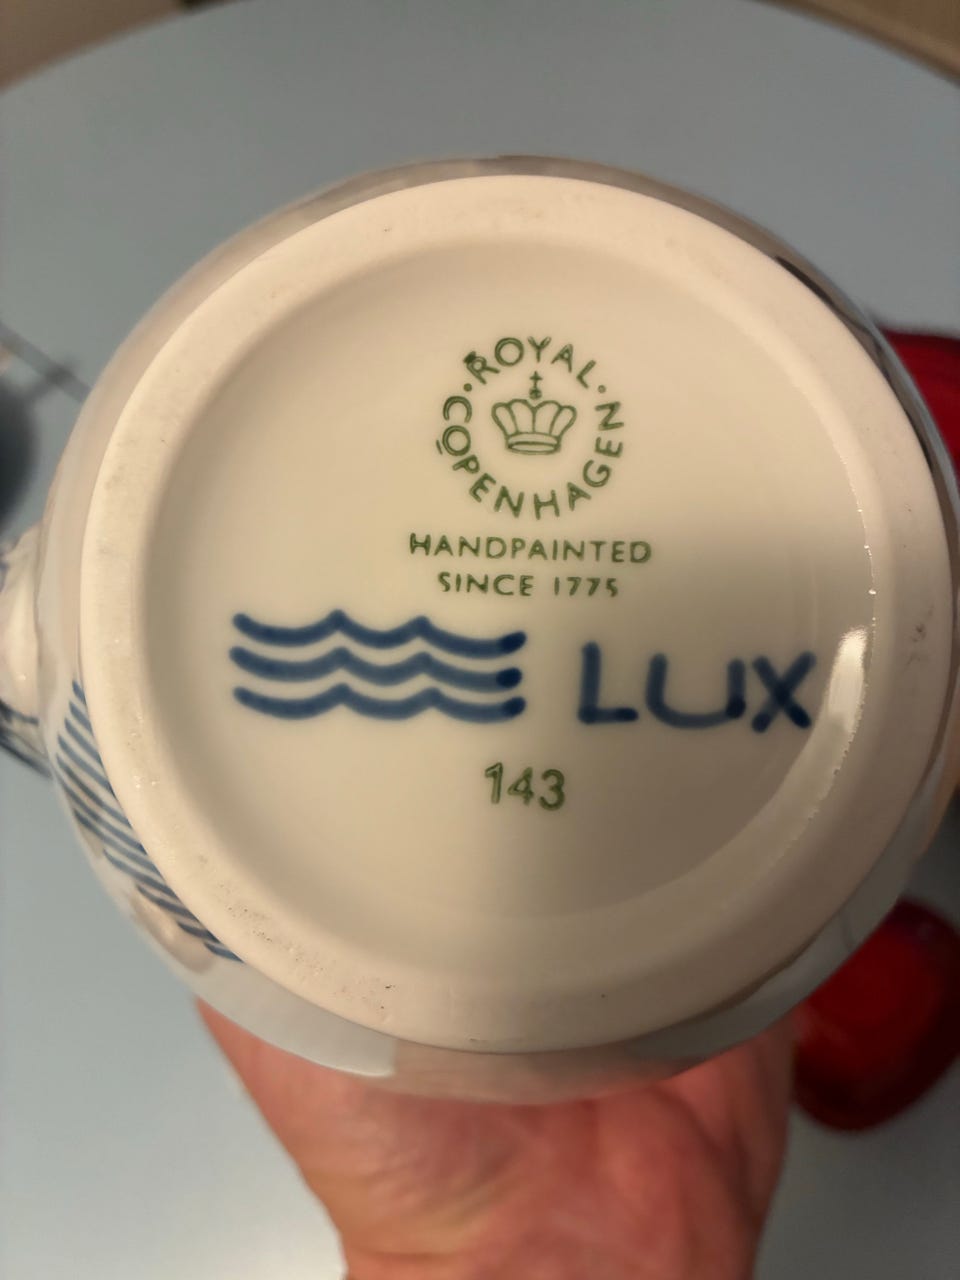 ROYAL
COPENHAGEN
HANDPAINTED
SINCE 1775
LUX
143